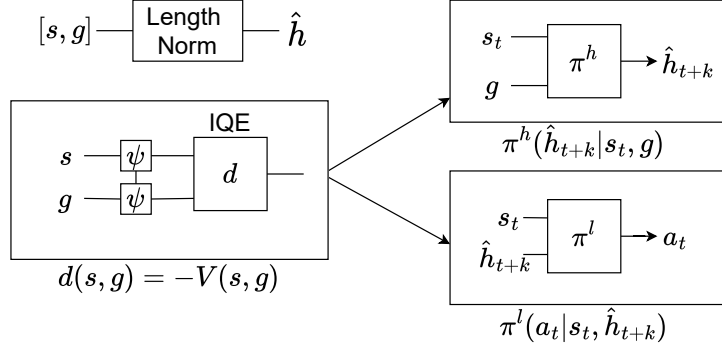 [s, g]
Length
Norm
ĥ
IQE
s
ψ
g
ψ
d
d(s, g) = −V(s, g)
s_t
g
π^h
ĥ_{t+k}
π^h(ĥ_{t+k}|s_t, g)
s_t
ĥ_{t+k}
π^l
a_t
π^l(a_t|s_t, ĥ_{t+k})